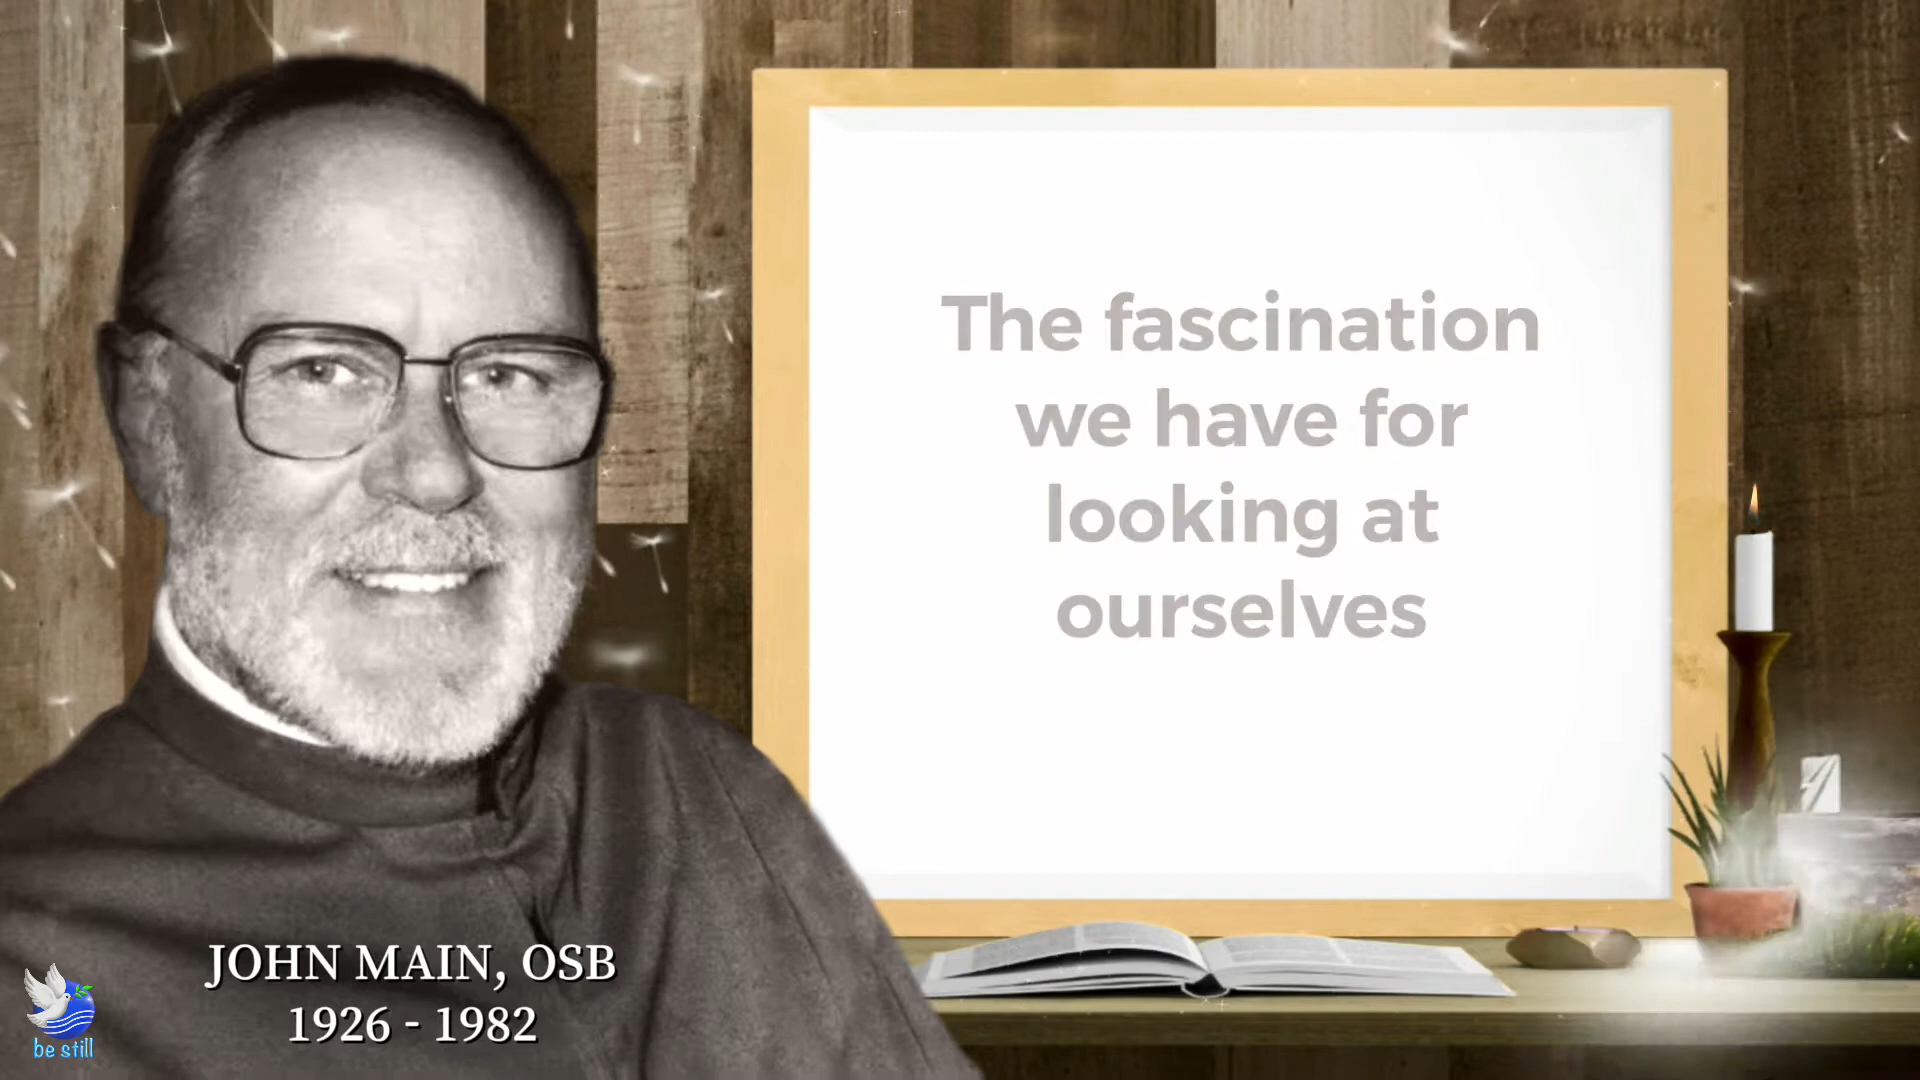 The fascination
we have for
looking at
ourselves
JOHN MAIN, OSB
1926 - 1982
be still